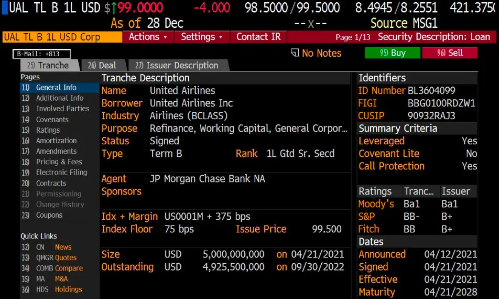 UAL TL B 1L USD $↑99.0000 -4.000 98.5000/99.5000 8.4945/8.2551 421.375
As of 28 Dec --x-- Source MSG1
UAL TL B 1L USD Corp Actions Settings Contact IR Page 1/13 Security Description: Loan
B-Mail: +013 No Notes Buy Sell
Tranche Deal Issuer Description
Pages
11) General Info
12) Additional Info
13) Involved Parties
14) Covenants
15) Ratings
16) Amortization
17) Amendments
18) Pricing & Fees
19) Electronic Filing
20) Contracts
21) Permissioning
22) Change History
23) Coupons
Quick Links
32) CN News
33) QMGR Quotes
34) COMB Compare
35) MA M&A
36) HDS Holdings
Tranche Description
Name United Airlines
Borrower United Airlines Inc
Industry Airlines (BCLASS)
Purpose Refinance, Working Capital, General Corpor...
Status Signed
Type Term B Rank 1L Gtd Sr. Secd
Agent JP Morgan Chase Bank NA
Sponsors
Idx + Margin US0001M + 375 bps
Index Floor 75 bps Issue Price 99.500
Size USD 5,000,000,000 on 04/21/2021
Outstanding USD 4,925,500,000 on 09/30/2022
Identifiers
ID Number BL3604099
FIGI BBG0100RDZW1
CUSIP 90932RAJ3
Summary Criteria
Leveraged Yes
Covenant Lite No
Call Protection Yes
Ratings Tranc... Issuer
Moody's Ba1 Ba1
S&P BB- B+
Fitch BB B+
Dates
Announced 04/12/2021
Signed 04/21/2021
Effective 04/21/2021
Maturity 04/21/2028